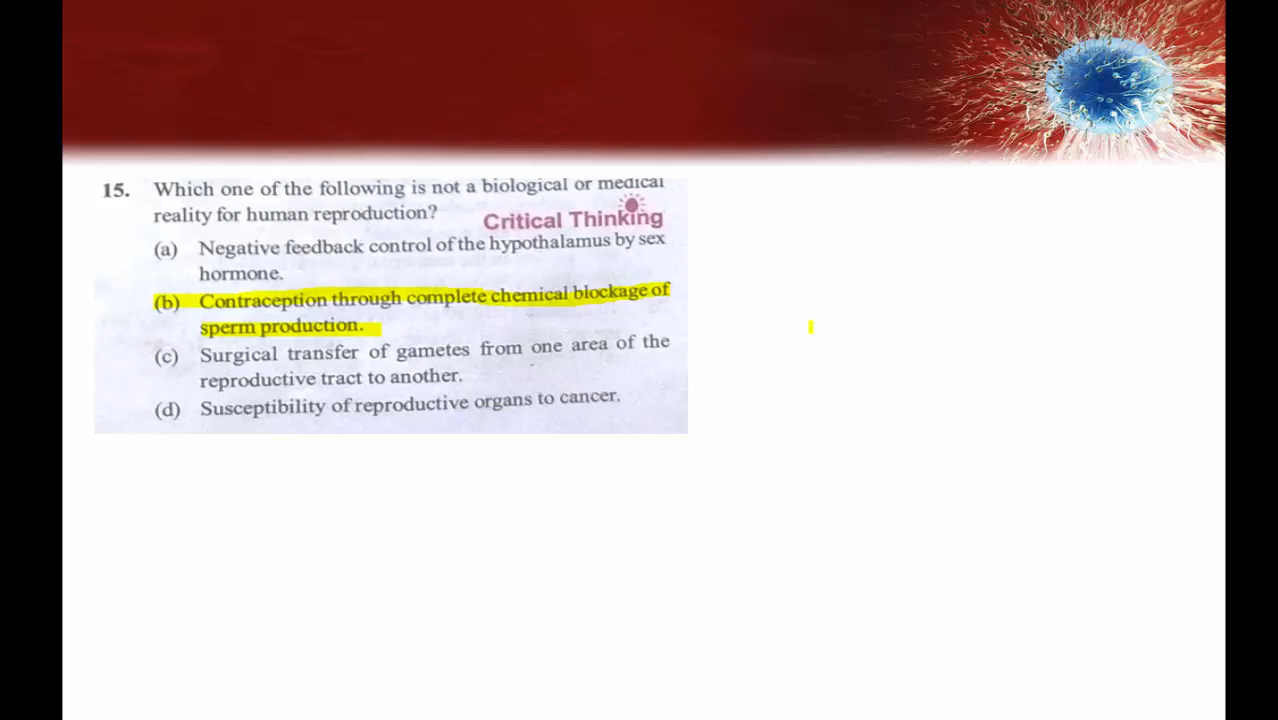 15. Which one of the following is not a biological or medical
reality for human reproduction?
Critical Thinking
(a) Negative feedback control of the hypothalamus by sex
hormone.
(b) Contraception through complete chemical blockage of
sperm production.
(c) Surgical transfer of gametes from one area of the
reproductive tract to another.
(d) Susceptibility of reproductive organs to cancer.